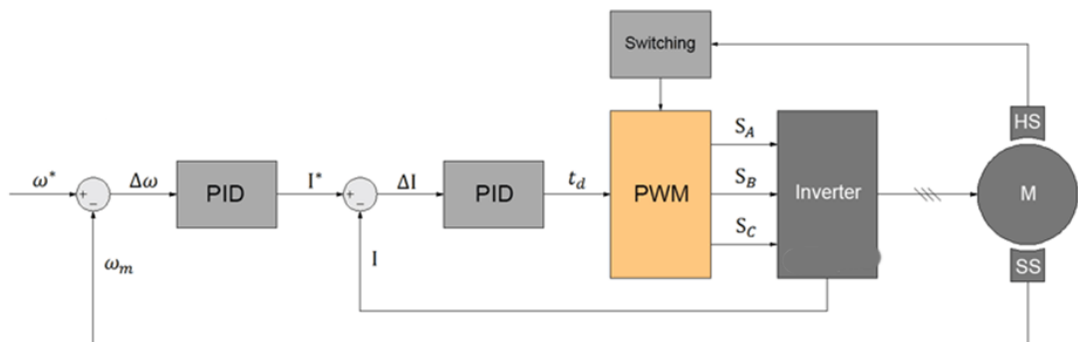 Switching
HS
ω* + − Δω PID I* + − ΔI PID t_d PWM S_A S_B S_C Inverter M
ω_m
I
SS